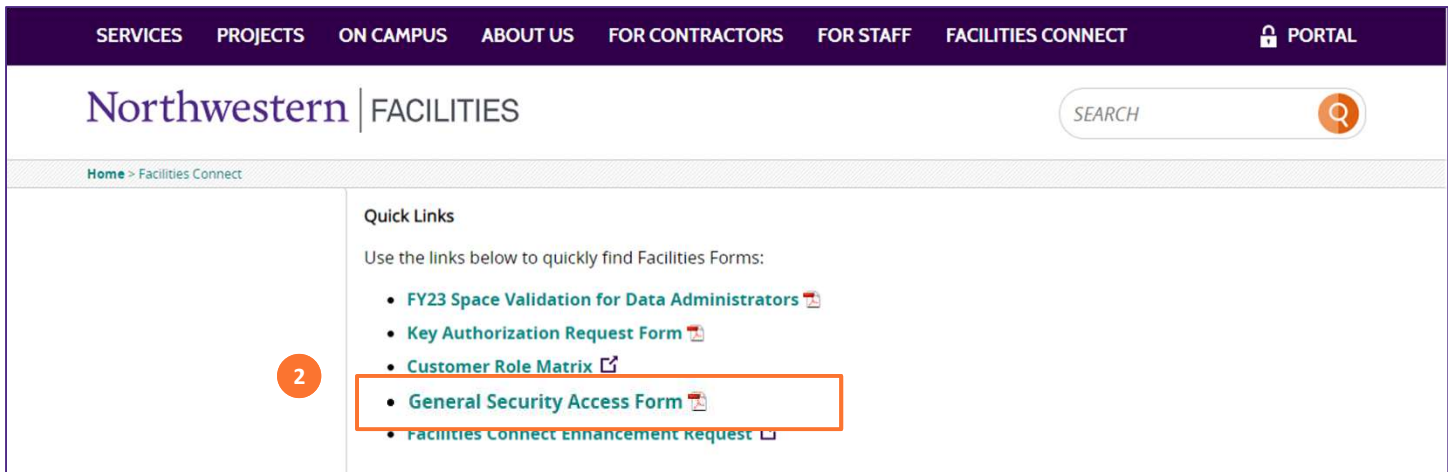 SERVICES PROJECTS ON CAMPUS ABOUT US FOR CONTRACTORS FOR STAFF FACILITIES CONNECT PORTAL
Northwestern | FACILITIES SEARCH
Home > Facilities Connect
Quick Links
Use the links below to quickly find Facilities Forms:
• FY23 Space Validation for Data Administrators
• Key Authorization Request Form
• Customer Role Matrix
2
• General Security Access Form
• Facilities Connect Enhancement Request